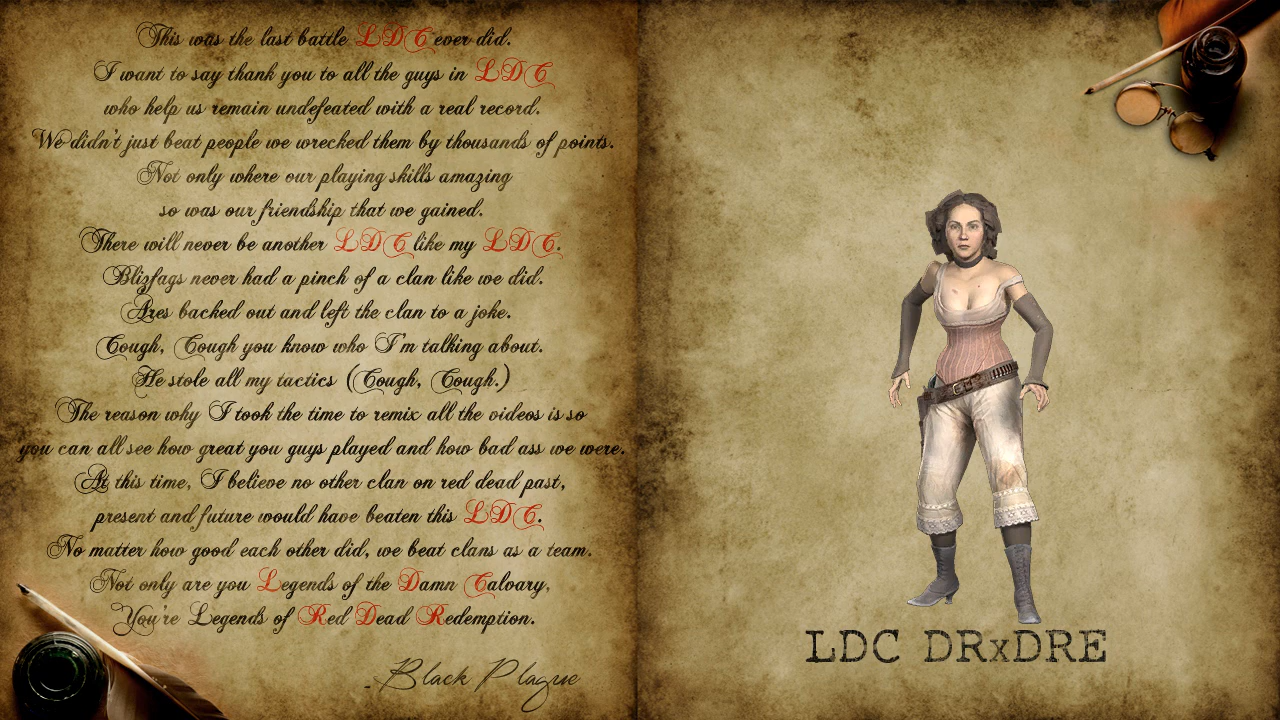 This was the last battle LDC ever did.
I want to say thank you to all the guys in LDC
who help us remain undefeated with a real record.
We didn't just beat people we wrecked them by thousands of points.
Not only where our playing skills amazing
so was our friendship that we gained.
There will never be another LDC like my LDC.
Blizfags never had a pinch of a clan like we did.
Ares backed out and left the clan to a joke.
Cough, Cough you know who I'm talking about.
He stole all my tactics (Cough, Cough.)
The reason why I took the time to remix all the videos is so
you can all see how great you guys played and how bad ass we were.
At this time, I believe no other clan on red dead past,
present and future would have beaten this LDC.
No matter how good each other did, we beat clans as a team.
Not only are you Legends of the Damn Calvary,
You're Legends of Red Dead Redemption.
- Black Plague
LDC DRxDRE